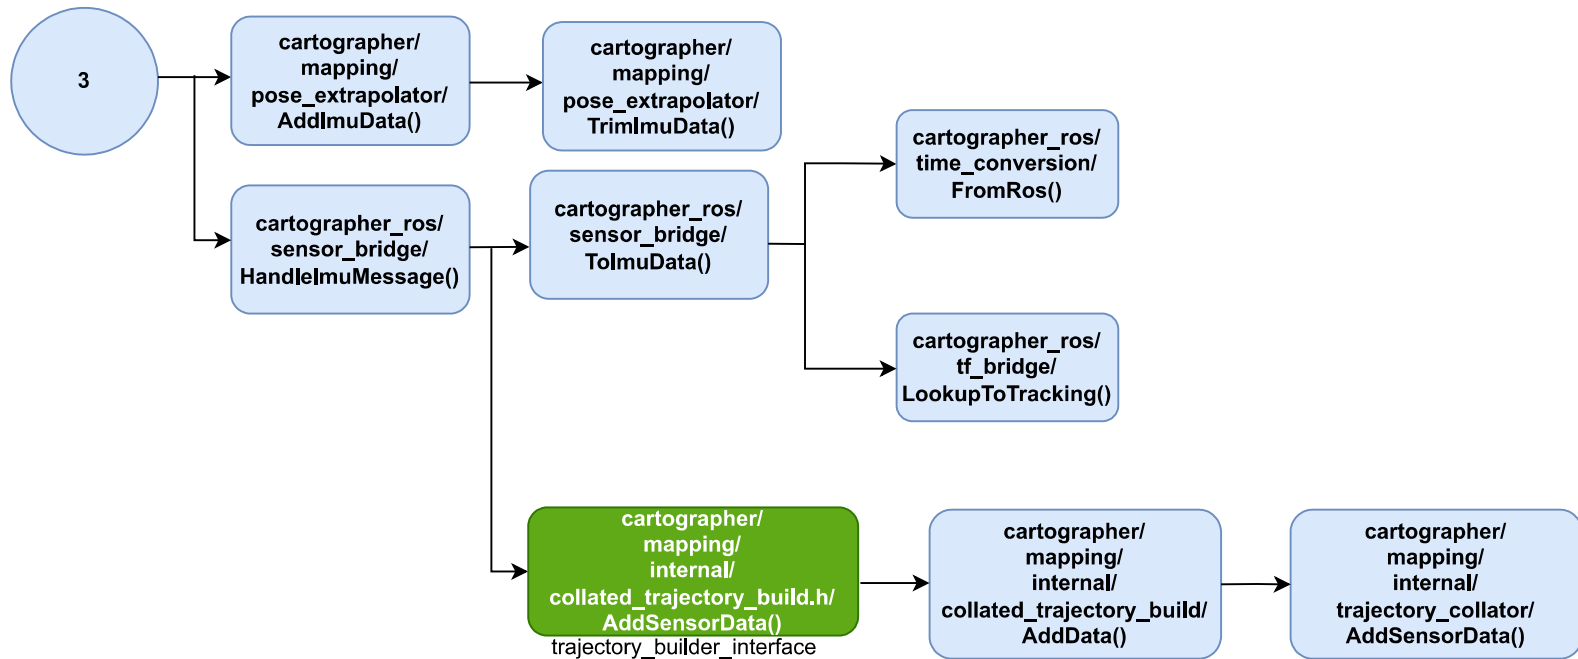 3
cartographer/
mapping/
pose_extrapolator/
AddImuData()
cartographer/
mapping/
pose_extrapolator/
TrimImuData()
cartographer_ros/
time_conversion/
FromRos()
cartographer_ros/
sensor_bridge/
HandleImuMessage()
cartographer_ros/
sensor_bridge/
ToImuData()
cartographer_ros/
tf_bridge/
LookupToTracking()
cartographer/
mapping/
internal/
collated_trajectory_build.h/
AddSensorData()
trajectory_builder_interface
cartographer/
mapping/
internal/
collated_trajectory_build/
AddData()
cartographer/
mapping/
internal/
trajectory_collator/
AddSensorData()